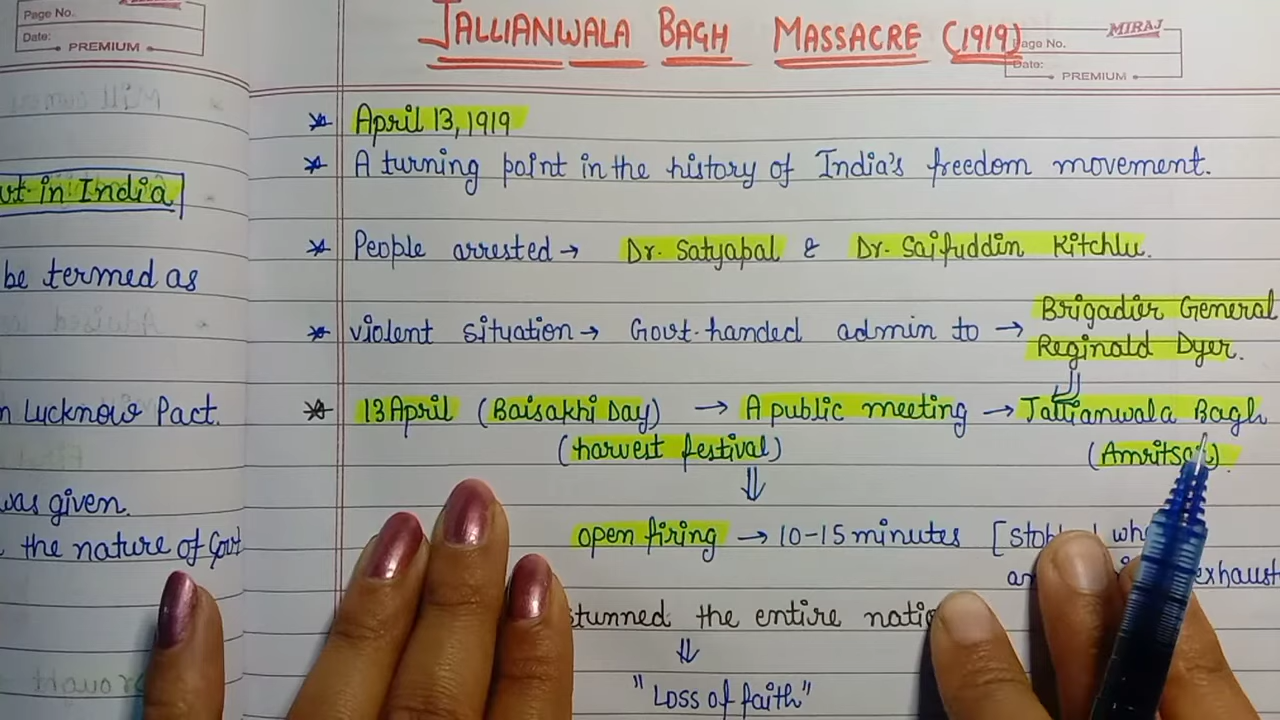 Page No.
Date:
PREMIUM
ut in India
be termed as
n Lucknow Pact.
was given.
the nature of Govt
JALLIANWALA BAGH MASSACRE (1919)
MIRAJ
Page No.
Date:
PREMIUM
* April 13, 1919
* A turning point in the history of India's freedom movement.
* People arrested → Dr. Satyapal & Dr. Saifuddin Kitchlu.
* violent situation → Govt. handed admin to → Brigadier General
Reginald Dyer.
* 13 April (Baisakhi Day) → A public meeting → Jallianwala Bagh
(harvest festival) (Amritsar)
open firing → 10-15 minutes
stunned the entire
"Loss of faith"